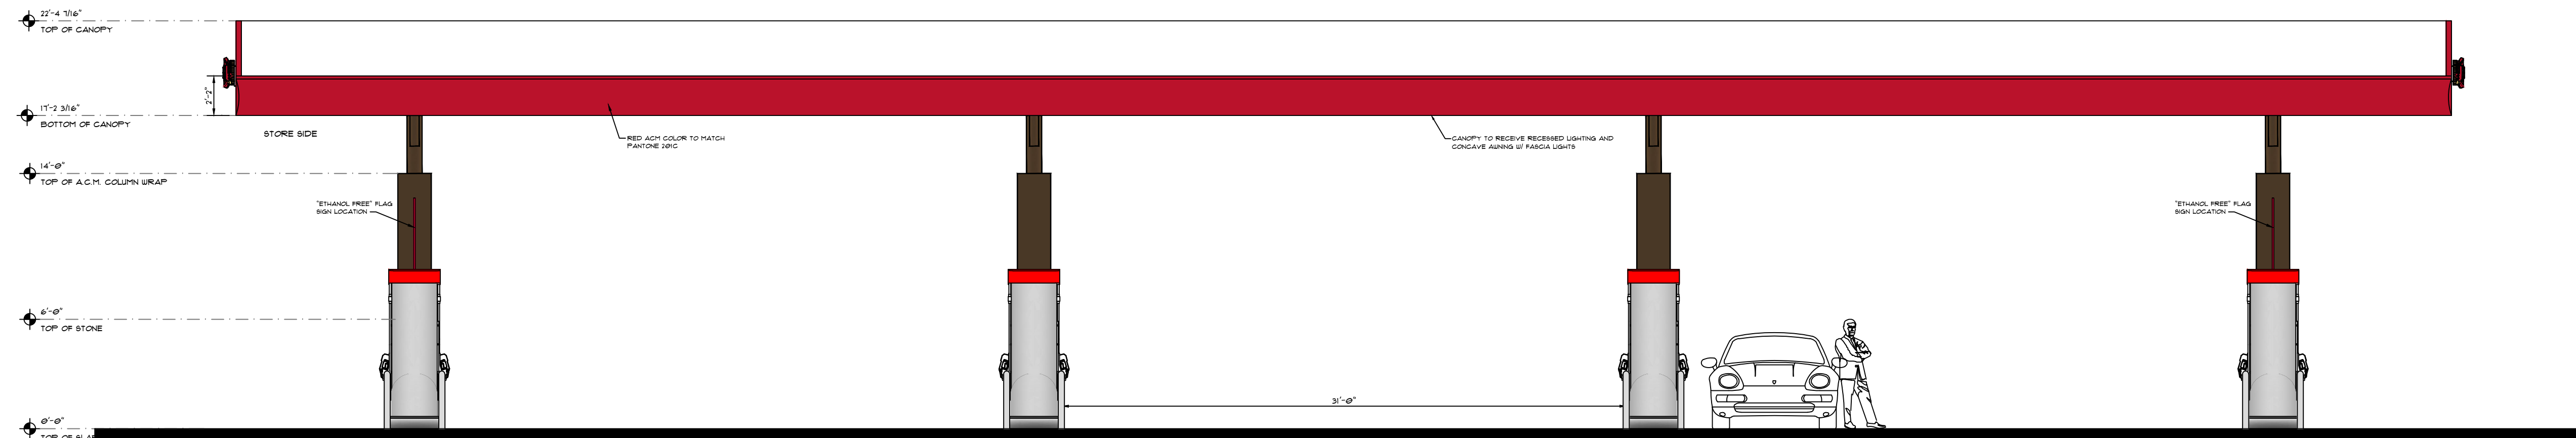 22'-4 7/16"
TOP OF CANOPY
2'-2"
17'-2 3/16"
BOTTOM OF CANOPY
STORE SIDE
RED ACM COLOR TO MATCH
PANTONE 201C
CANOPY TO RECEIVE RECESSED LIGHTING AND
CONCAVE AWNING W/ FASCIA LIGHTS
14'-0"
TOP OF A.C.M. COLUMN WRAP
"ETHANOL FREE" FLAG
SIGN LOCATION
"ETHANOL FREE" FLAG
SIGN LOCATION
6'-0"
TOP OF STONE
31'-0"
0'-0"
TOP OF SLAB